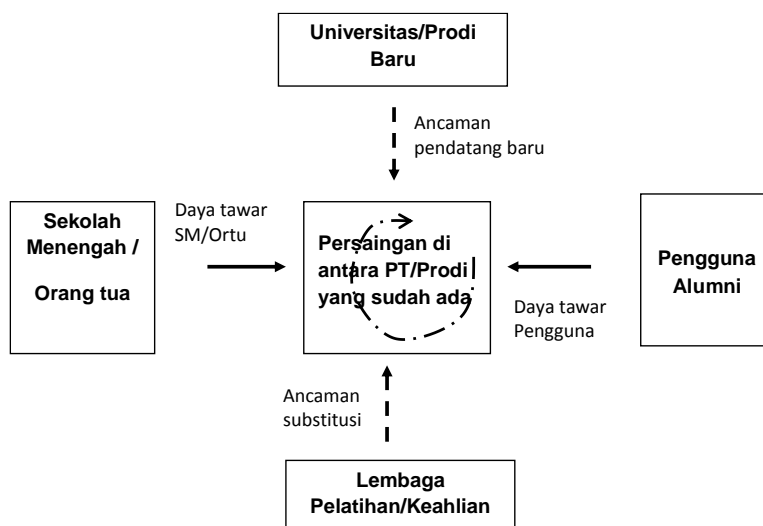 Universitas/Prodi
Baru
Ancaman
pendatang baru
Sekolah
Menengah /
Orang tua
Daya tawar
SM/Ortu
Persaingan di
antara PT/Prodi
yang sudah ada
Daya tawar
Pengguna
Pengguna
Alumni
Ancaman
substitusi
Lembaga
Pelatihan/Keahlian